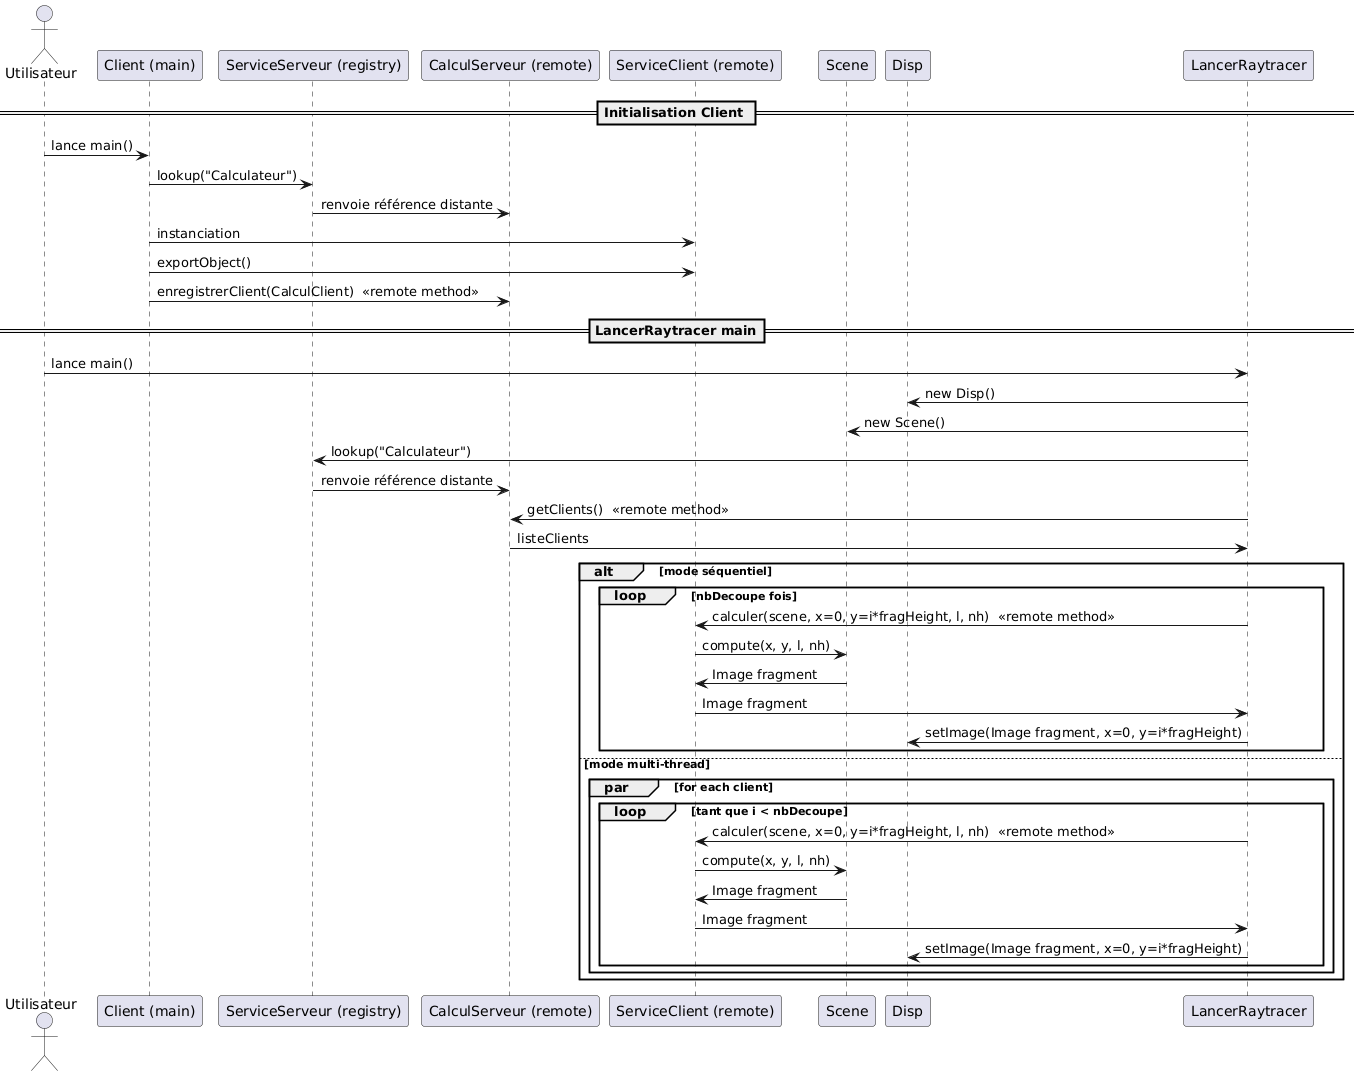 Utilisateur
Client (main)
ServiceServeur (registry)
CalculServeur (remote)
ServiceClient (remote)
Scene
Disp
LancerRaytracer
Initialisation Client
lance main()
lookup("Calculateur")
renvoie référence distante
instanciation
exportObject()
enregistrerClient(CalculClient) «remote method»
LancerRaytracer main
lance main()
new Disp()
new Scene()
lookup("Calculateur")
renvoie référence distante
getClients() «remote method»
listeClients
alt [mode séquentiel]
loop [nbDecoupe fois]
calculer(scene, x=0, y=i*fragHeight, l, nh) «remote method»
compute(x, y, l, nh)
Image fragment
Image fragment
setImage(Image fragment, x=0, y=i*fragHeight)
[mode multi-thread]
par [for each client]
loop [tant que i < nbDecoupe]
calculer(scene, x=0, y=i*fragHeight, l, nh) «remote method»
compute(x, y, l, nh)
Image fragment
Image fragment
setImage(Image fragment, x=0, y=i*fragHeight)
Utilisateur
Client (main)
ServiceServeur (registry)
CalculServeur (remote)
ServiceClient (remote)
Scene
Disp
LancerRaytracer